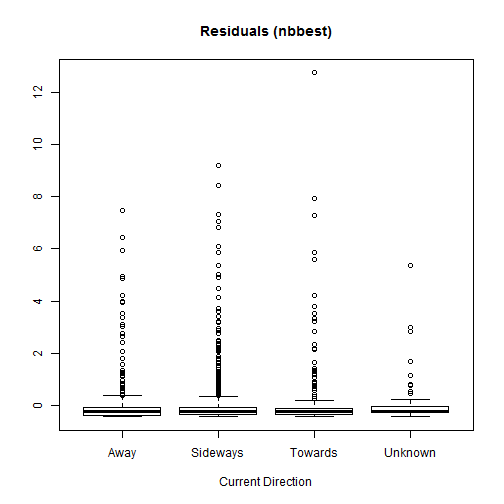 Residuals (nbbest)
12
10
8
6
4
2
0
Away Sideways Towards Unknown
Current Direction